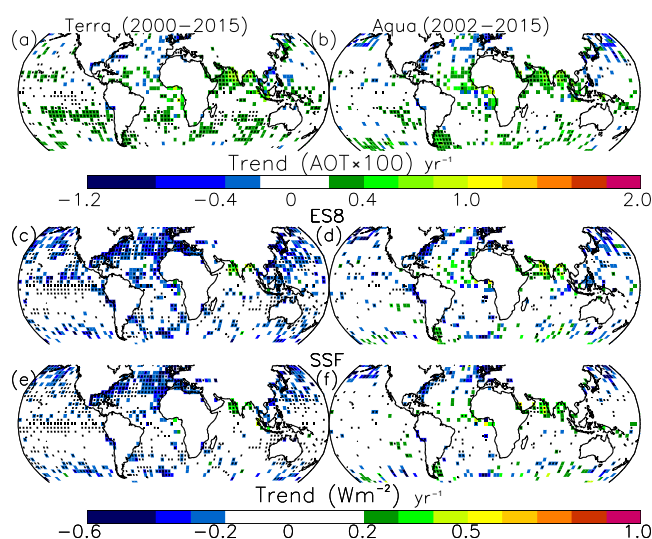 Terra (2000−2015) Aqua (2002−2015)
(a) (b)
Trend (AOT×100) yr⁻¹
−1.2 −0.4 0 0.4 1.0 2.0
ES8
(c) (d)
SSF
(e) (f)
Trend (Wm⁻²) yr⁻¹
−0.6 −0.2 0 0.2 0.5 1.0